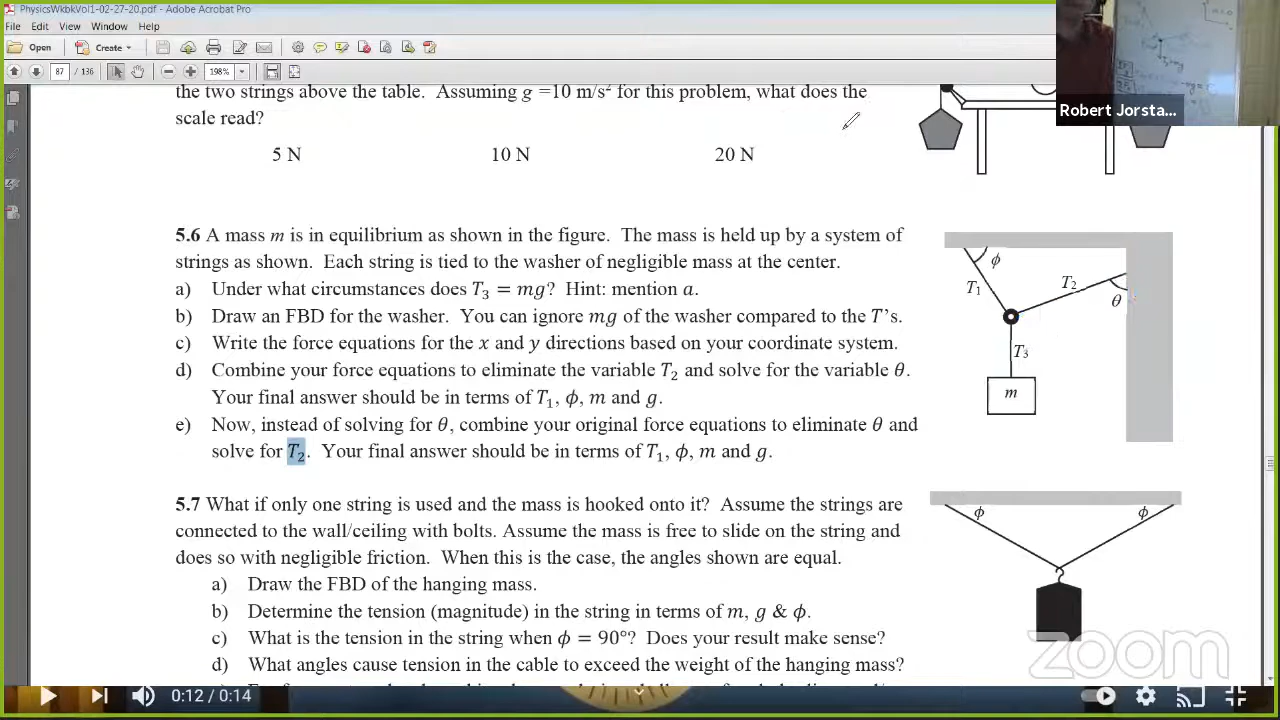 PhysicsWkbkVol1-02-27-20.pdf - Adobe Acrobat Pro
File Edit View Window Help
Open Create
87 / 136 198%
the two strings above the table. Assuming g =10 m/s² for this problem, what does the
scale read?
5 N 10 N 20 N
Robert Jorsta...
5.6 A mass m is in equilibrium as shown in the figure. The mass is held up by a system of
strings as shown. Each string is tied to the washer of negligible mass at the center.
a) Under what circumstances does T₃ = mg? Hint: mention a.
b) Draw an FBD for the washer. You can ignore mg of the washer compared to the T's.
c) Write the force equations for the x and y directions based on your coordinate system.
d) Combine your force equations to eliminate the variable T₂ and solve for the variable θ.
Your final answer should be in terms of T₁, ϕ, m and g.
e) Now, instead of solving for θ, combine your original force equations to eliminate θ and
solve for T₂. Your final answer should be in terms of T₁, ϕ, m and g.
ϕ
T₁
T₂
θ
T₃
m
5.7 What if only one string is used and the mass is hooked onto it? Assume the strings are
connected to the wall/ceiling with bolts. Assume the mass is free to slide on the string and
does so with negligible friction. When this is the case, the angles shown are equal.
a) Draw the FBD of the hanging mass.
b) Determine the tension (magnitude) in the string in terms of m, g & ϕ.
c) What is the tension in the string when ϕ = 90°? Does your result make sense?
d) What angles cause tension in the cable to exceed the weight of the hanging mass?
ϕ ϕ
zoom
0:12 / 0:14